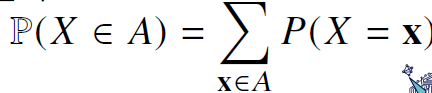 ℙ(X ∈ A) = ∑_{𝐱∈A} P(X = 𝐱)